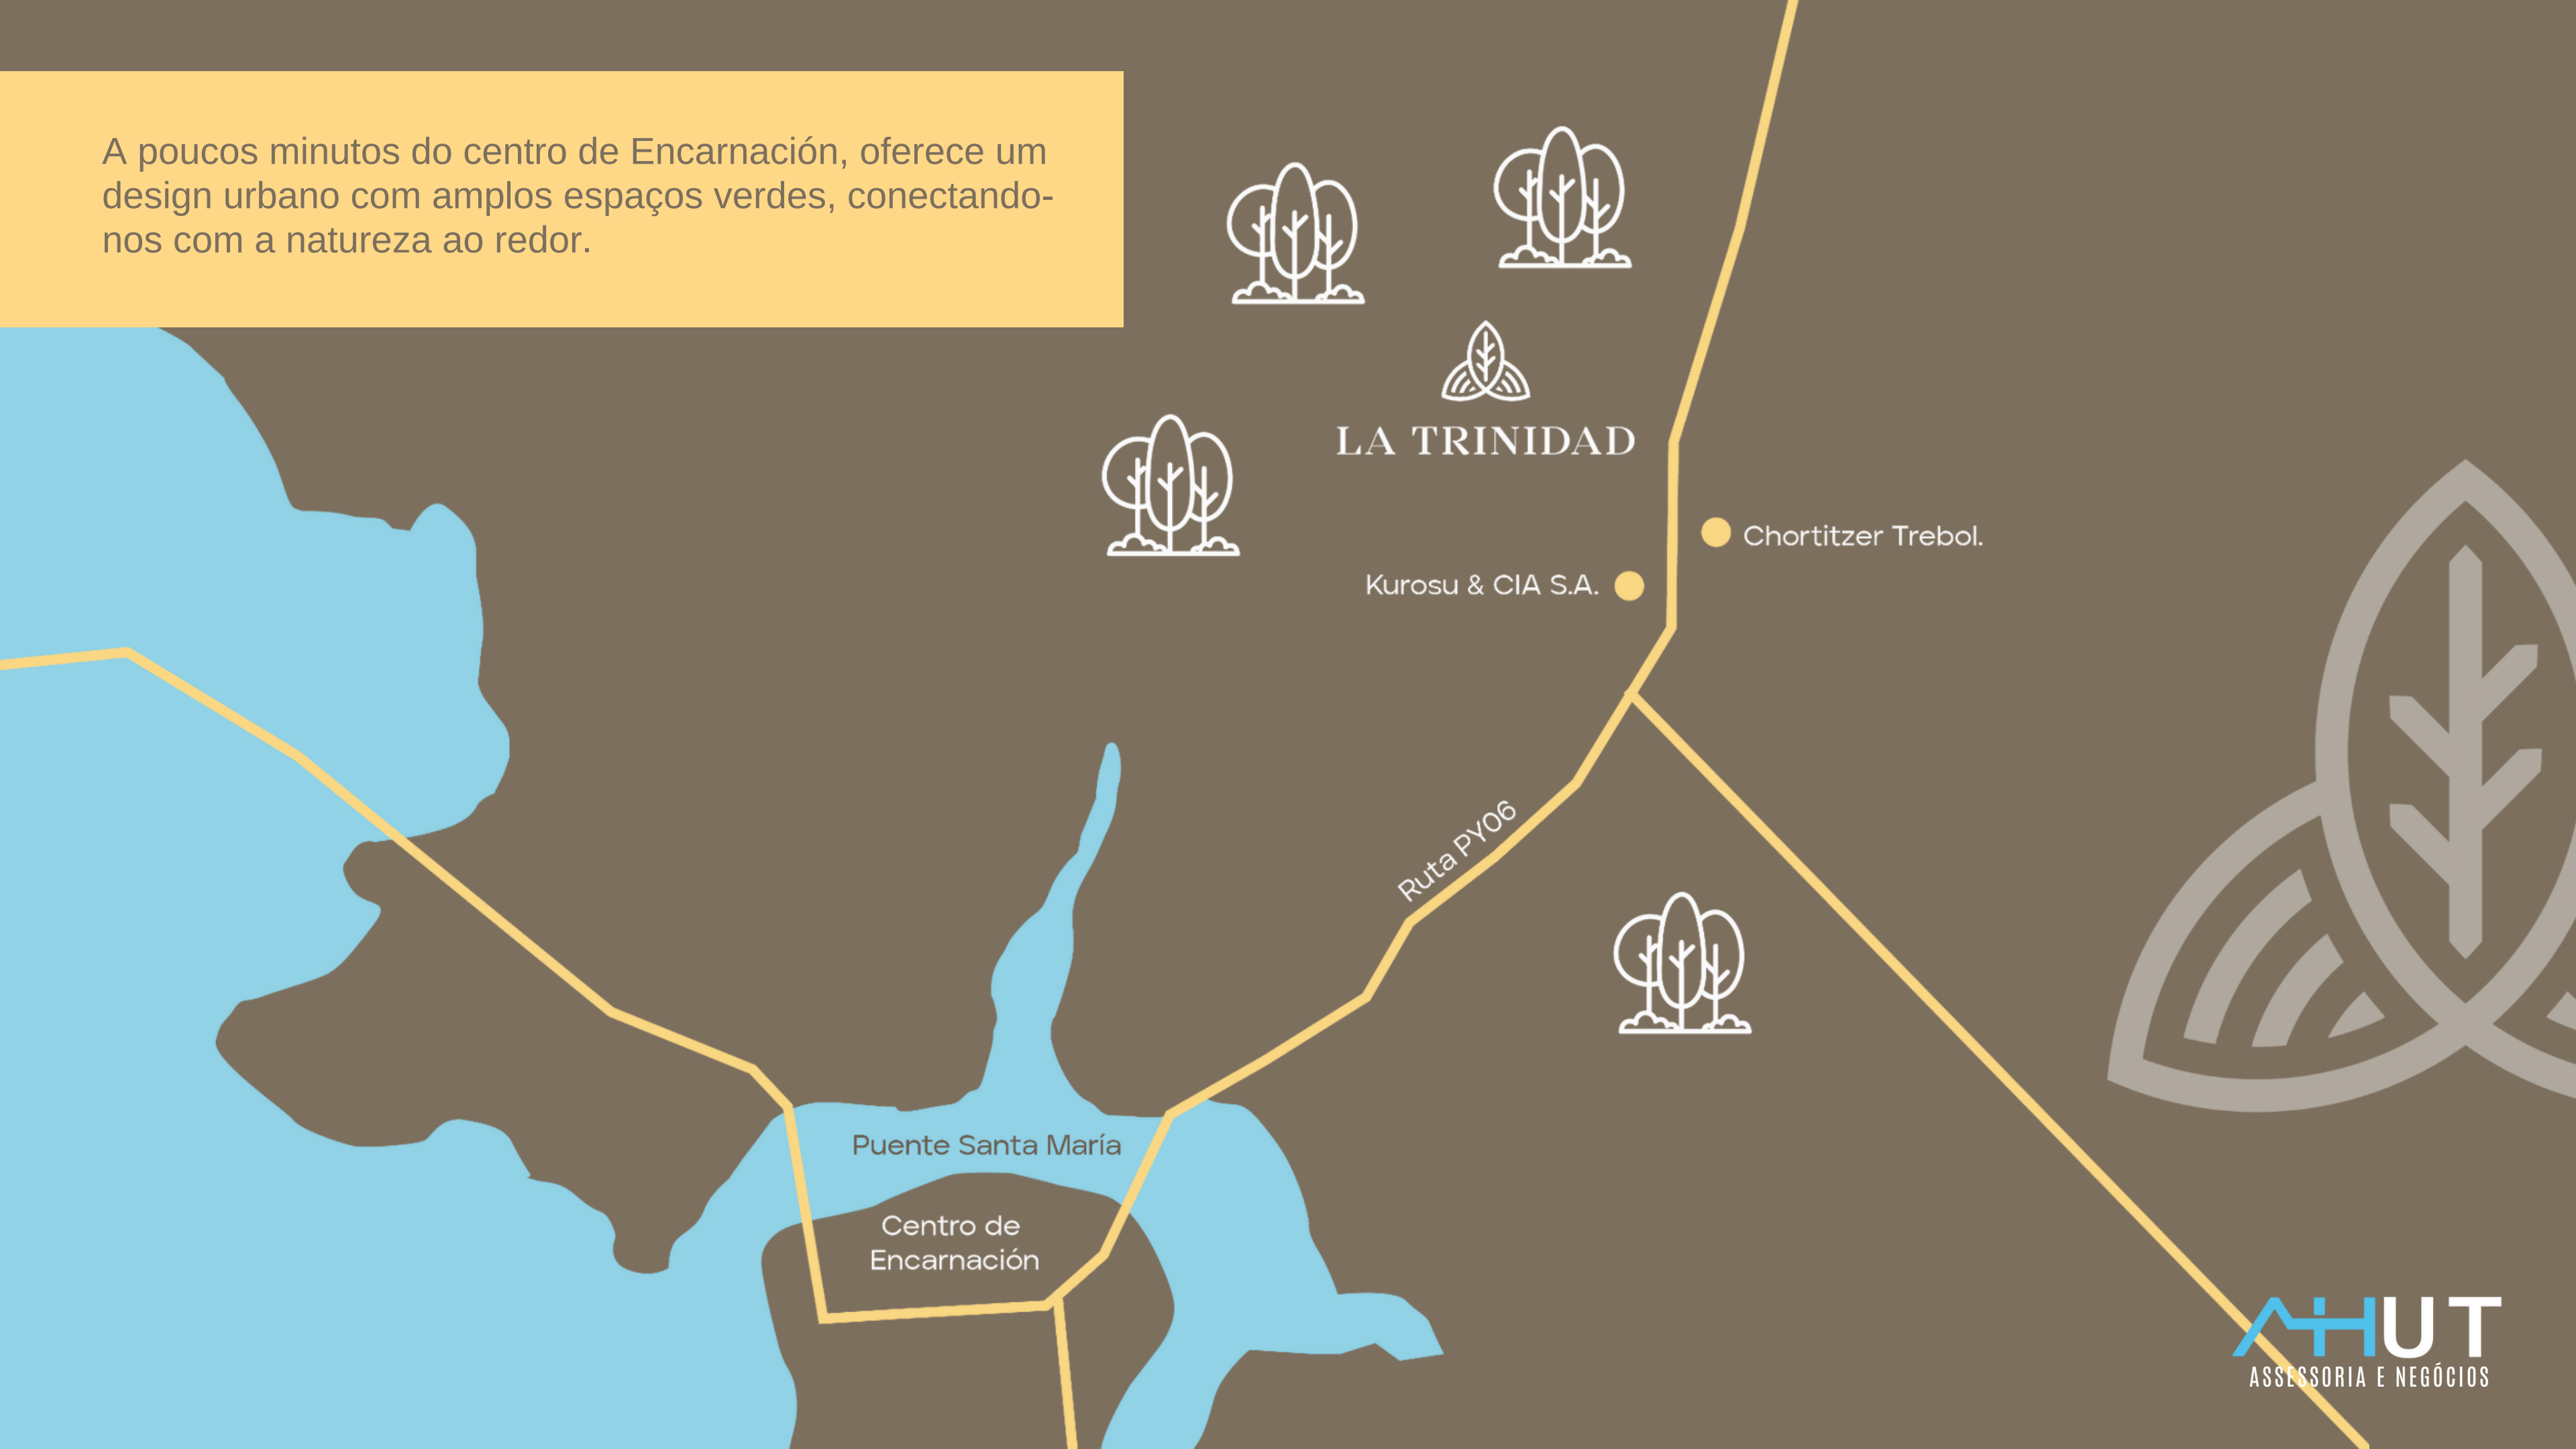 A poucos minutos do centro de Encarnación, oferece um
design urbano com amplos espaços verdes, conectando-
nos com a natureza ao redor.
LA TRINIDAD
Chortitzer Trebol.
Kurosu & CIA S.A.
Ruta PY06
Puente Santa María
Centro de
Encarnación
AHUT
ASSESSORIA E NEGÓCIOS